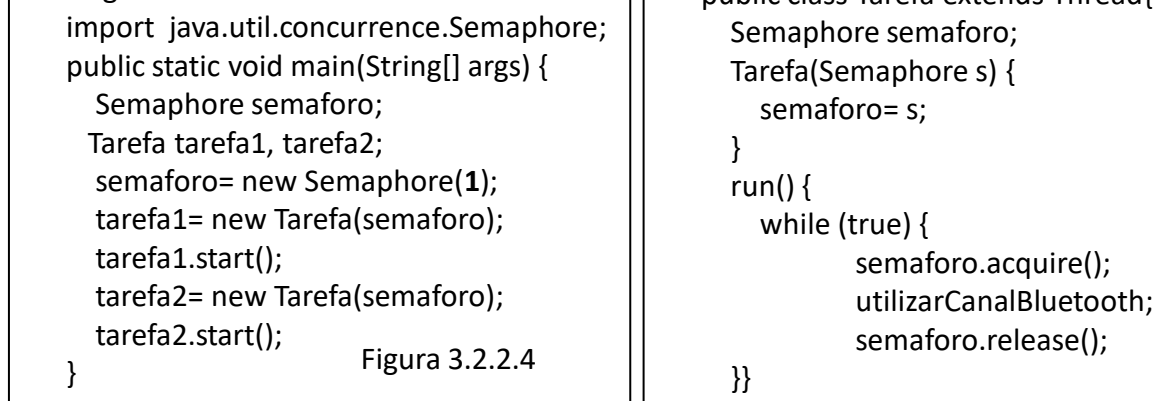 import java.util.concurrence.Semaphore;
public static void main(String[] args) {
Semaphore semaforo;
Tarefa tarefa1, tarefa2;
semaforo= new Semaphore(1);
tarefa1= new Tarefa(semaforo);
tarefa1.start();
tarefa2= new Tarefa(semaforo);
tarefa2.start();
}
Figura 3.2.2.4
public class Tarefa extends Thread{
Semaphore semaforo;
Tarefa(Semaphore s) {
semaforo= s;
}
run() {
while (true) {
semaforo.acquire();
utilizarCanalBluetooth;
semaforo.release();
}}